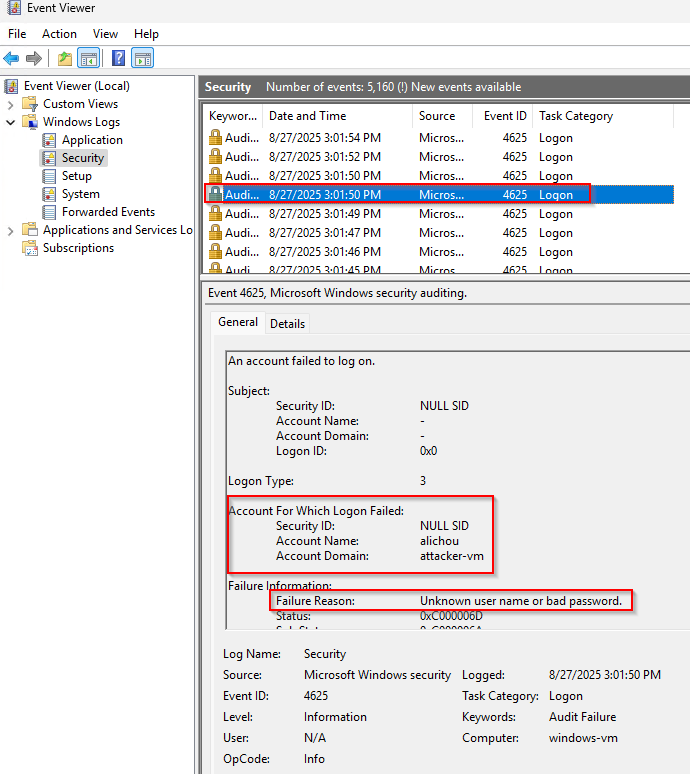 Event Viewer
File Action View Help
Event Viewer (Local)
Custom Views
Windows Logs
Application
Security
Setup
System
Forwarded Events
Applications and Services Lo
Subscriptions
Security Number of events: 5,160 (!) New events available
Keywor... Date and Time Source Event ID Task Category
Audi... 8/27/2025 3:01:54 PM Micros... 4625 Logon
Audi... 8/27/2025 3:01:52 PM Micros... 4625 Logon
Audi... 8/27/2025 3:01:50 PM Micros... 4625 Logon
Audi... 8/27/2025 3:01:50 PM Micros... 4625 Logon
Audi... 8/27/2025 3:01:49 PM Micros... 4625 Logon
Audi... 8/27/2025 3:01:47 PM Micros... 4625 Logon
Audi... 8/27/2025 3:01:46 PM Micros... 4625 Logon
Audi... 8/27/2025 3:01:45 PM Micros... 4625 Logon
Event 4625, Microsoft Windows security auditing.
General Details
An account failed to log on.
Subject:
Security ID: NULL SID
Account Name: -
Account Domain: -
Logon ID: 0x0
Logon Type: 3
Account For Which Logon Failed:
Security ID: NULL SID
Account Name: alichou
Account Domain: attacker-vm
Failure Information:
Failure Reason: Unknown user name or bad password.
Status: 0xC000006D
Sub Status: 0xC000006A
Log Name: Security
Source: Microsoft Windows security Logged: 8/27/2025 3:01:50 PM
Event ID: 4625 Task Category: Logon
Level: Information Keywords: Audit Failure
User: N/A Computer: windows-vm
OpCode: Info